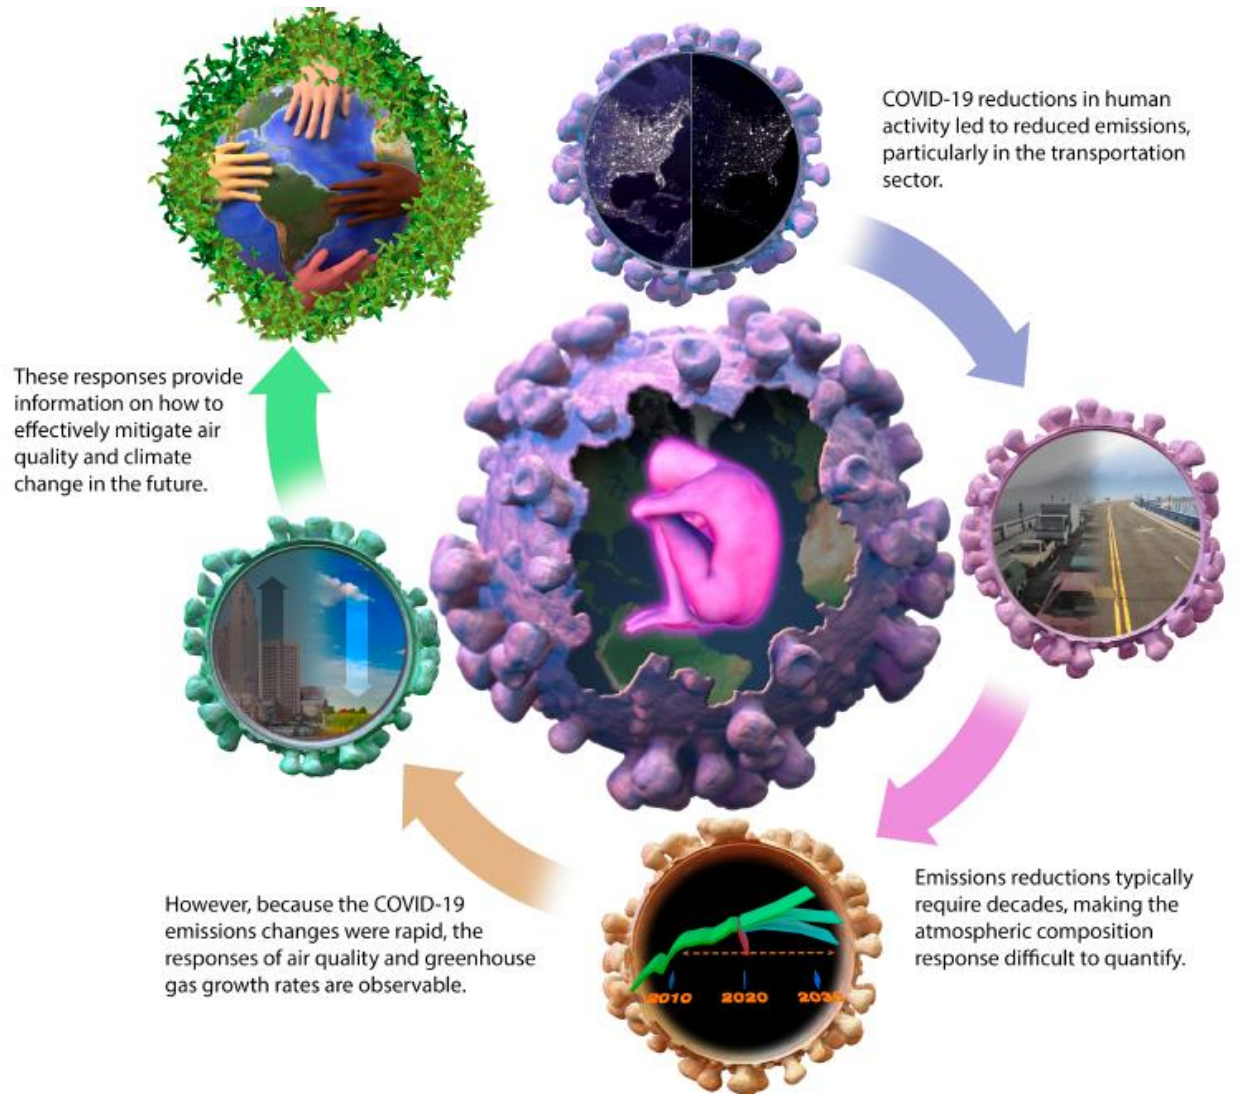 COVID-19 reductions in human
activity led to reduced emissions,
particularly in the transportation
sector.
These responses provide
information on how to
effectively mitigate air
quality and climate
change in the future.
Emissions reductions typically
require decades, making the
atmospheric composition
response difficult to quantify.
However, because the COVID-19
emissions changes were rapid, the
responses of air quality and greenhouse
gas growth rates are observable.
2010 2020 2030